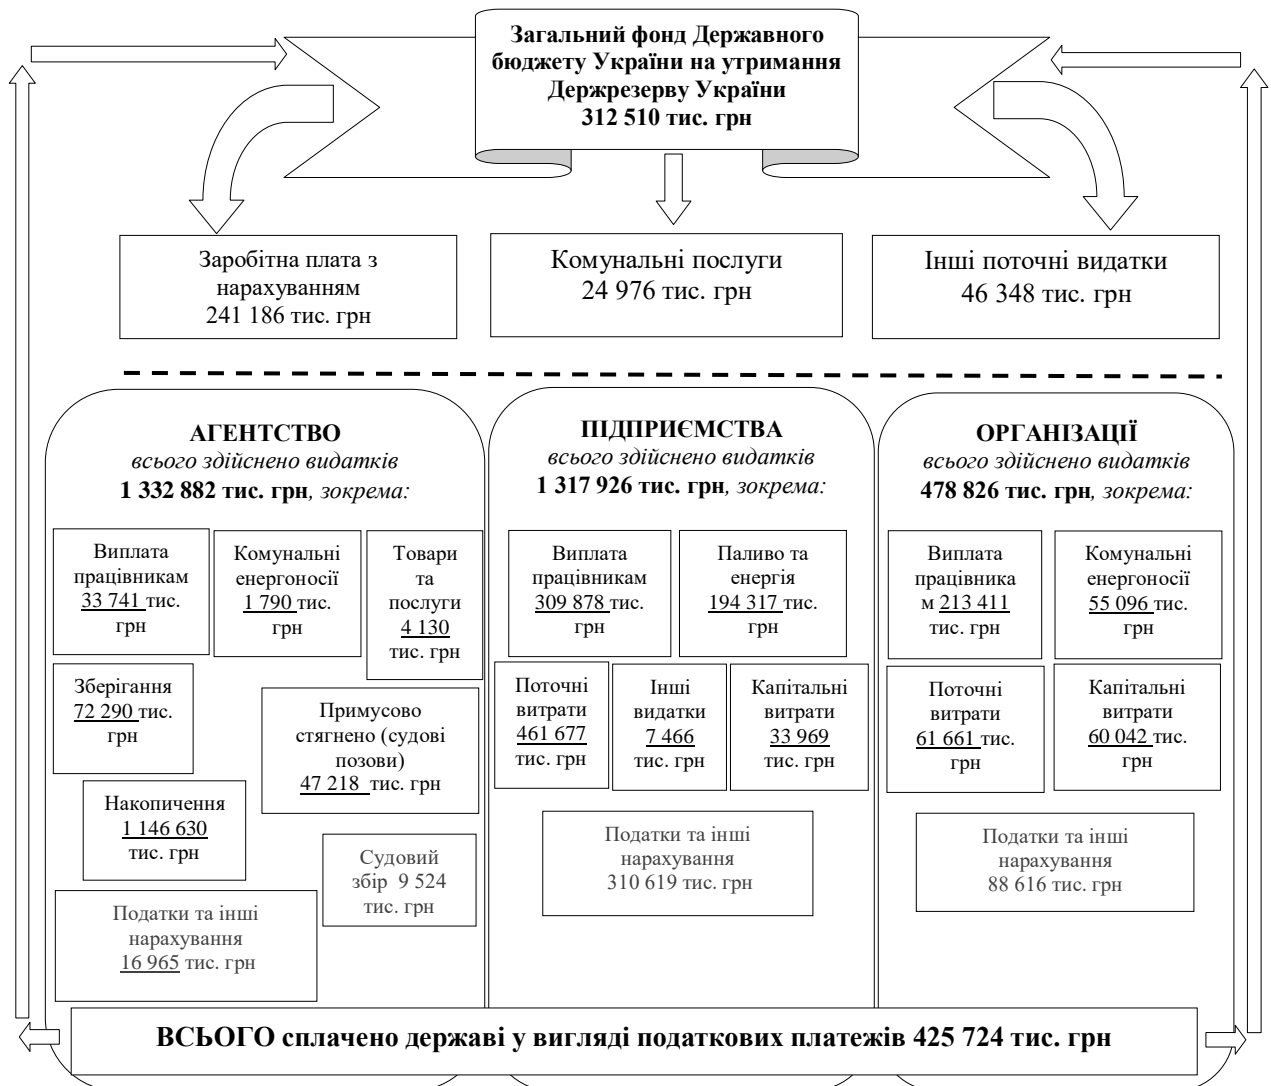 Загальний фонд Державного
бюджету України на утримання
Держрезерву України
312 510 тис. грн
Заробітна плата з
нарахуванням
241 186 тис. грн
Комунальні послуги
24 976 тис. грн
Інші поточні видатки
46 348 тис. грн
АГЕНТСТВО
всього здійснено видатків
1 332 882 тис. грн, зокрема:
Виплата
працівникам
33 741 тис.
грн
Комунальні
енергоносії
1 790 тис.
грн
Товари
та
послуги
4 130
тис. грн
Зберігання
72 290 тис.
грн
Примусово
стягнено (судові
позови)
47 218 тис. грн
Накопичення
1 146 630
тис. грн
Судовий
збір 9 524
тис. грн
Податки та інші
нарахування
16 965 тис. грн
ПІДПРИЄМСТВА
всього здійснено видатків
1 317 926 тис. грн, зокрема:
Виплата
працівникам
309 878 тис.
грн
Паливо та
енергія
194 317 тис.
грн
Поточні
витрати
461 677
тис. грн
Інші
видатки
7 466
тис. грн
Капітальні
витрати
33 969
тис. грн
Податки та інші
нарахування
310 619 тис. грн
ОРГАНІЗАЦІЇ
всього здійснено видатків
478 826 тис. грн, зокрема:
Виплата
працівника
м 213 411
тис. грн
Комунальні
енергоносії
55 096 тис.
грн
Поточні
витрати
61 661 тис.
грн
Капітальні
витрати
60 042 тис.
грн
Податки та інші
нарахування
88 616 тис. грн
ВСЬОГО сплачено державі у вигляді податкових платежів 425 724 тис. грн